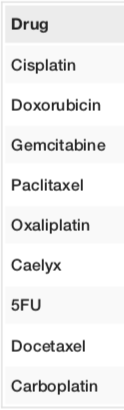 Drug
Cisplatin
Doxorubicin
Gemcitabine
Paclitaxel
Oxaliplatin
Caelyx
5FU
Docetaxel
Carboplatin